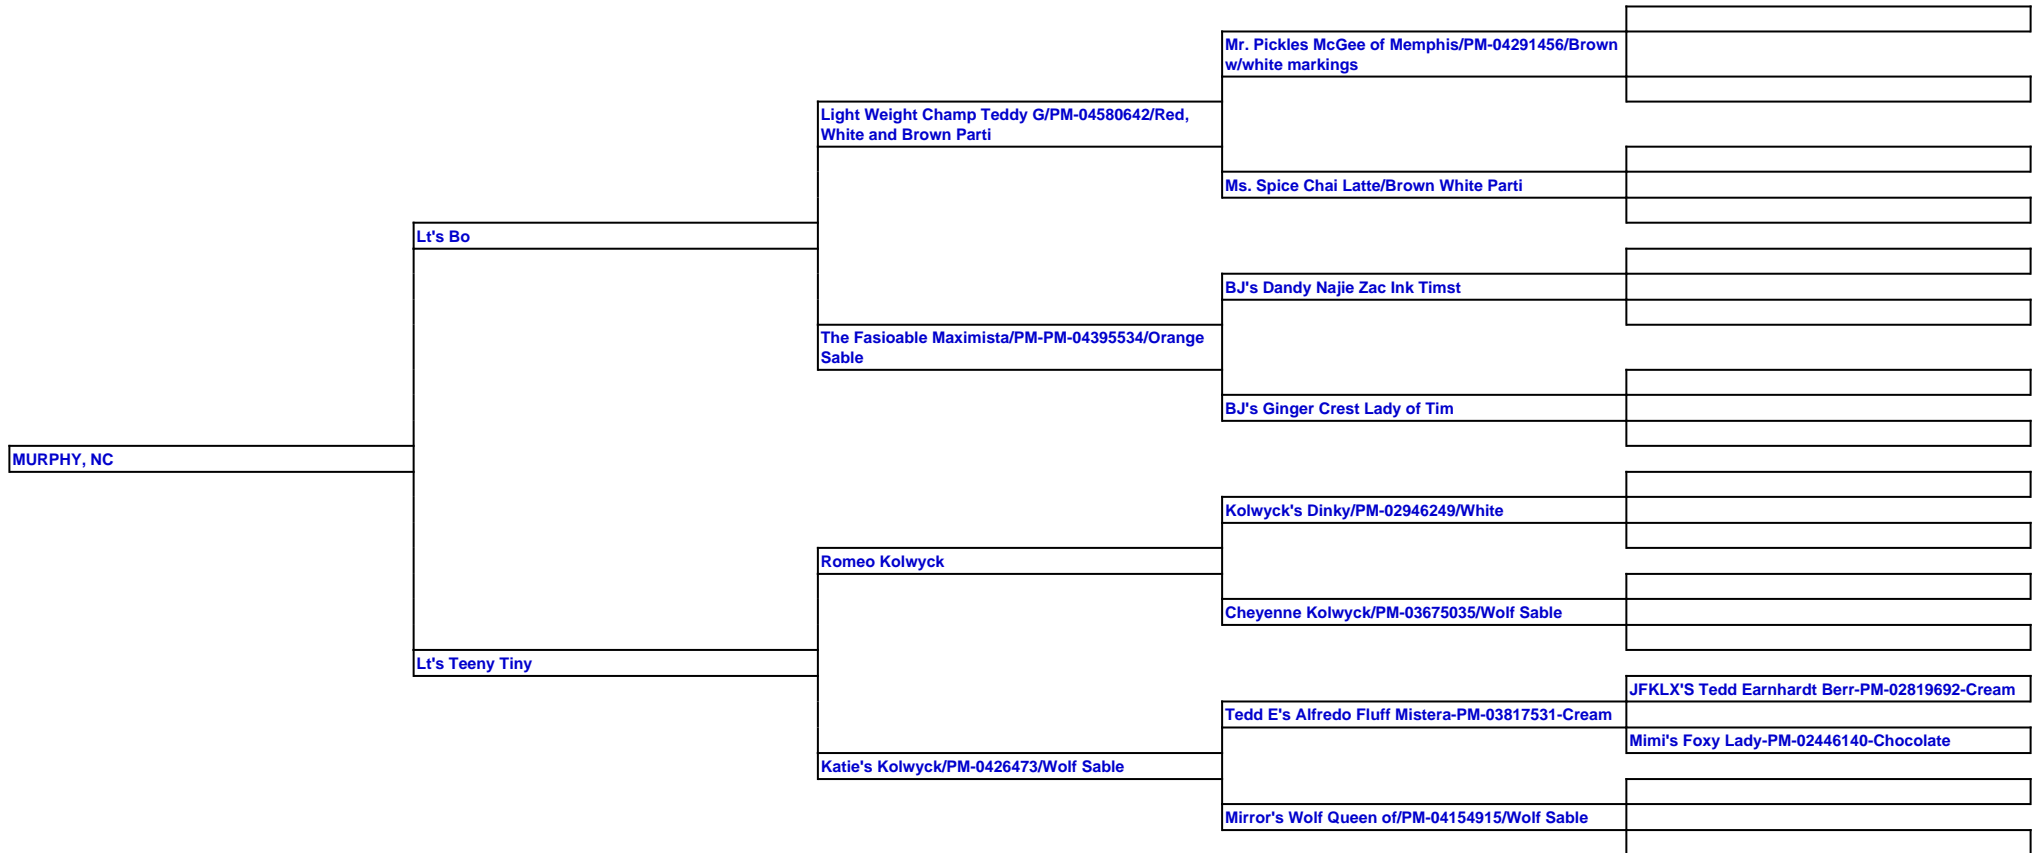 Mr. Pickles McGee of Memphis/PM-04291456/Brown
w/white markings
Light Weight Champ Teddy G/PM-04580642/Red,
White and Brown Parti
Ms. Spice Chai Latte/Brown White Parti
Lt's Bo
BJ's Dandy Najie Zac Ink Timst
The Fasioable Maximista/PM-PM-04395534/Orange
Sable
BJ's Ginger Crest Lady of Tim
MURPHY, NC
Kolwyck's Dinky/PM-02946249/White
Romeo Kolwyck
Cheyenne Kolwyck/PM-03675035/Wolf Sable
Lt's Teeny Tiny
JFKLX'S Tedd Earnhardt Berr-PM-02819692-Cream
Tedd E's Alfredo Fluff Mistera-PM-03817531-Cream
Mimi's Foxy Lady-PM-02446140-Chocolate
Katie's Kolwyck/PM-0426473/Wolf Sable
Mirror's Wolf Queen of/PM-04154915/Wolf Sable